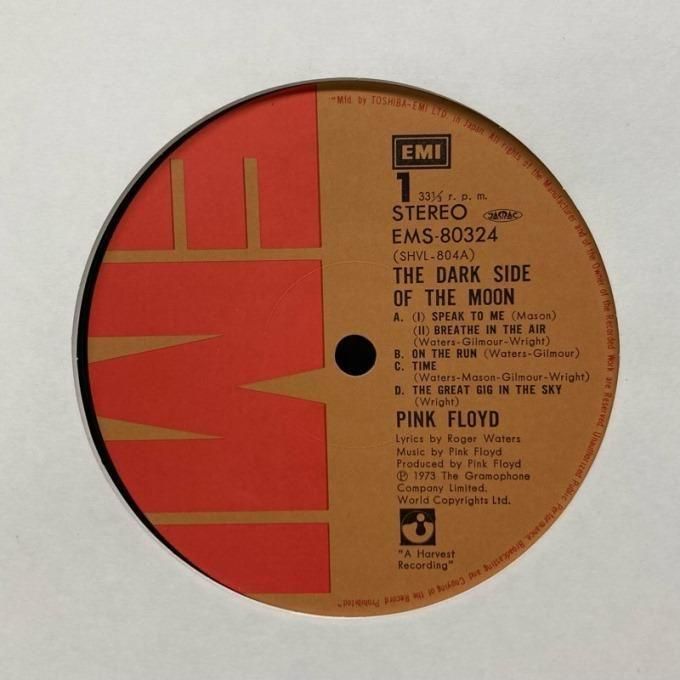 EMI
"Mfd. by TOSHIBA-EMI LTD. in Japan. All rights of the Manufacturer and of the Owner of the Recorded Work are Reserved. Unauthorized Public Performance, Broadcasting and Copying of the Record Prohibited"
EMI
1 33⅓ r. p. m.
STEREO JASRAC
EMS-80324
(SHVL-804A)
THE DARK SIDE
OF THE MOON
A. (I) SPEAK TO ME (Mason)
(II) BREATHE IN THE AIR
(Waters-Gilmour-Wright)
B. ON THE RUN (Waters-Gilmour)
C. TIME
(Waters-Mason-Gilmour-Wright)
D. THE GREAT GIG IN THE SKY
(Wright)
PINK FLOYD
Lyrics by Roger Waters
Music by Pink Floyd
Produced by Pink Floyd
Ⓟ 1973 The Gramophone
Company Limited.
World Copyrights Ltd.
"A Harvest
Recording"